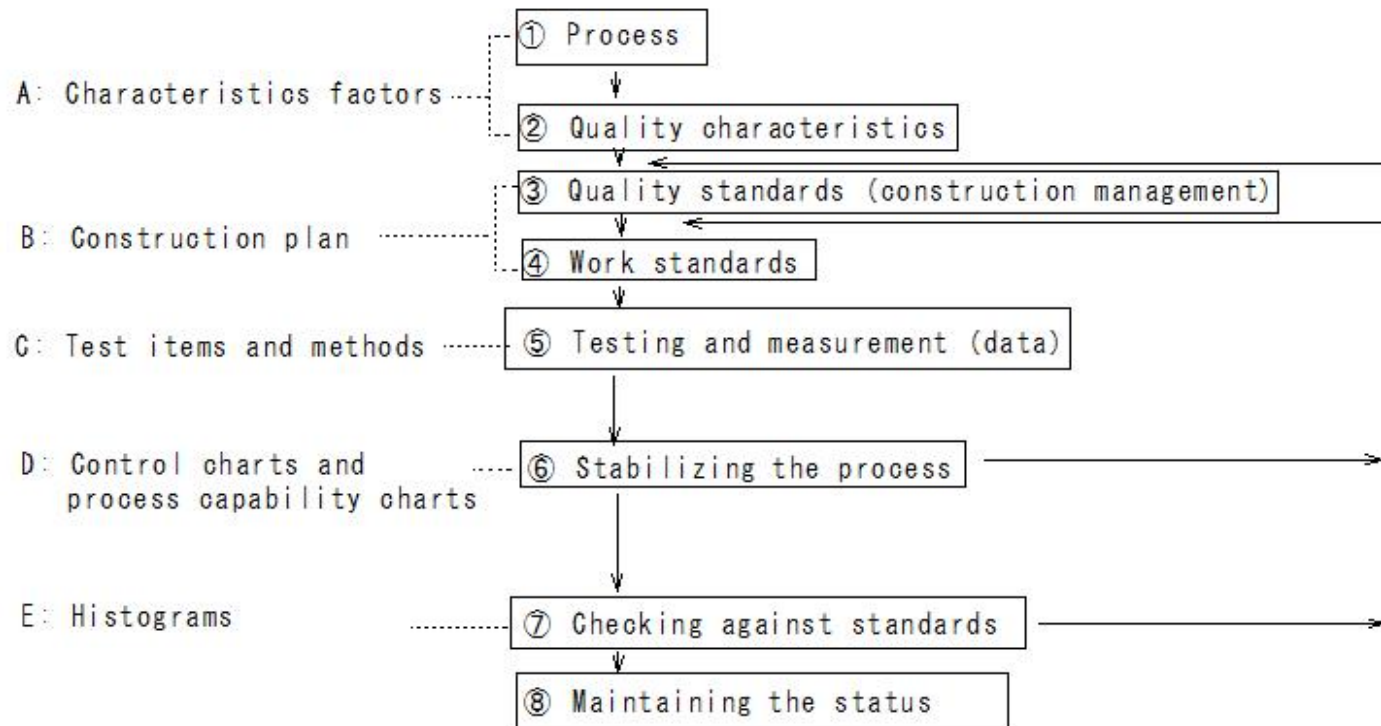 ① Process
A: Characteristics factors
② Quality characteristics
③ Quality standards (construction management)
B: Construction plan
④ Work standards
C: Test items and methods
⑤ Testing and measurement (data)
D: Control charts and
process capability charts
⑥ Stabilizing the process
E: Histograms
⑦ Checking against standards
⑧ Maintaining the status